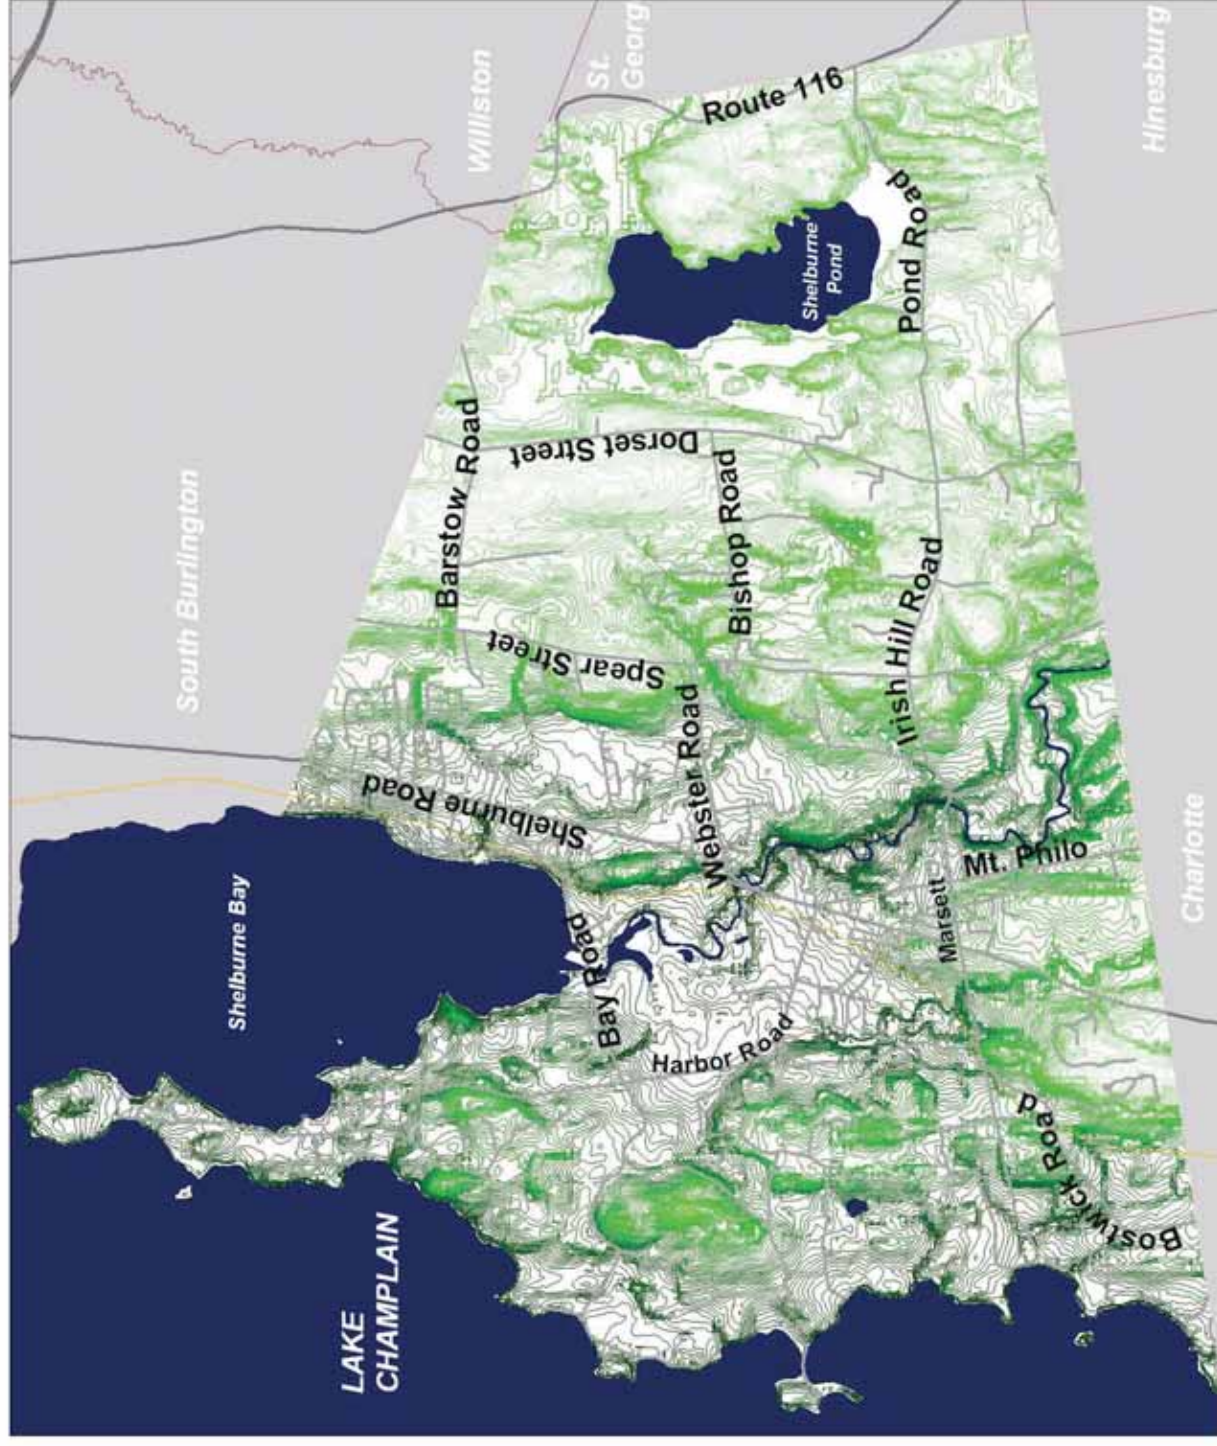 South Burlington
Williston
St.
Georg
Hinesburg
Charlotte
Shelburne Bay
LAKE
CHAMPLAIN
Shelburne
Pond
Route 116
Pond Road
Barstow Road
Dorset Street
Bishop Road
Spear Street
Irish Hill Road
Webster Road
Shelburne Road
Mt. Philo
Marsett
Bay Road
Harbor Road
Bostwick Road